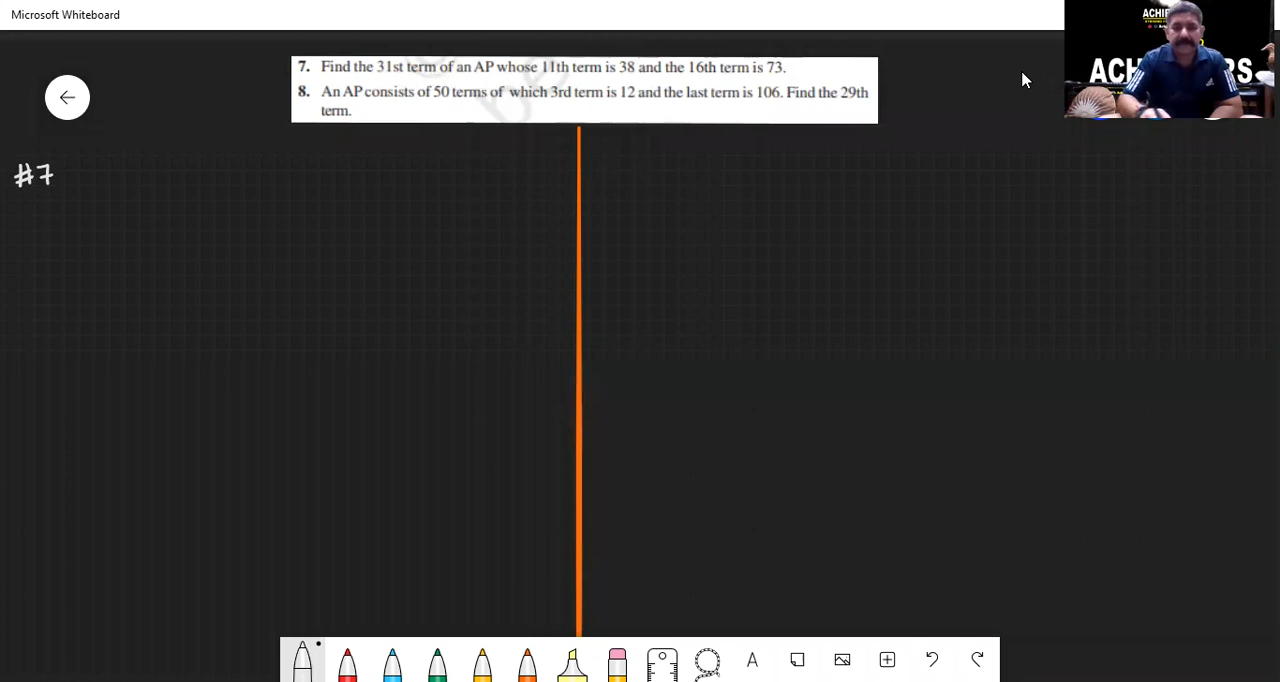 Microsoft Whiteboard
7. Find the 31st term of an AP whose 11th term is 38 and the 16th term is 73.
8. An AP consists of 50 terms of which 3rd term is 12 and the last term is 106. Find the 29th
term.
#7
A